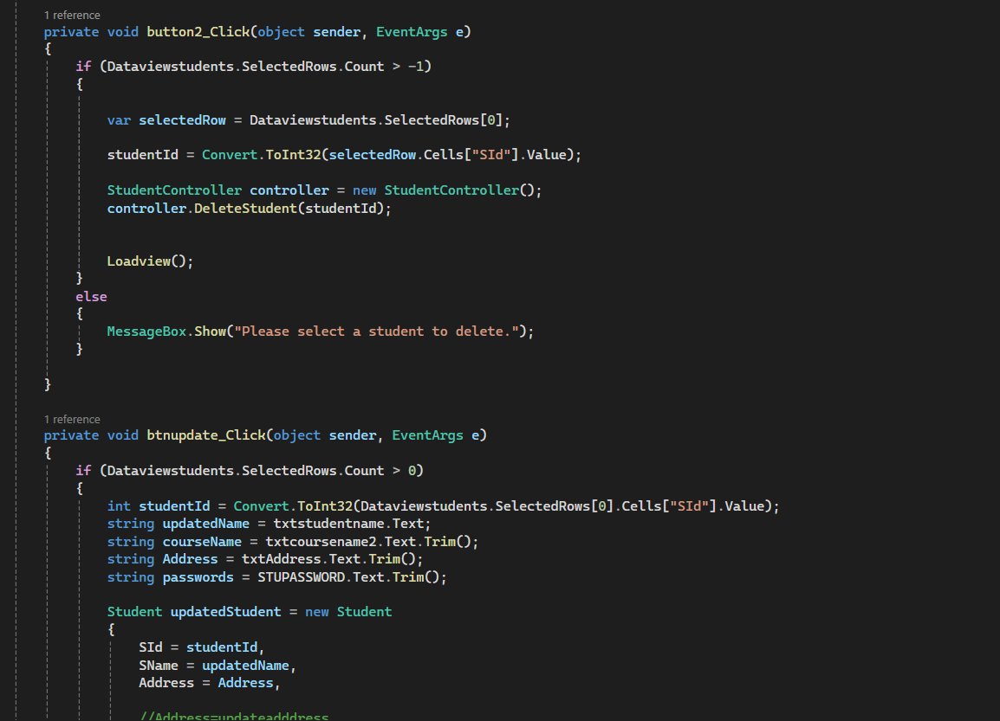 1 reference
private void button2_Click(object sender, EventArgs e)
{
if (Dataviewstudents.SelectedRows.Count > -1)
{
var selectedRow = Dataviewstudents.SelectedRows[0];
studentId = Convert.ToInt32(selectedRow.Cells["SId"].Value);
StudentController controller = new StudentController();
controller.DeleteStudent(studentId);
Loadview();
}
else
{
MessageBox.Show("Please select a student to delete.");
}
}
1 reference
private void btnupdate_Click(object sender, EventArgs e)
{
if (Dataviewstudents.SelectedRows.Count > 0)
{
int studentId = Convert.ToInt32(Dataviewstudents.SelectedRows[0].Cells["SId"].Value);
string updatedName = txtstudentname.Text;
string courseName = txtcoursename2.Text.Trim();
string Address = txtAddress.Text.Trim();
string passwords = STUPASSWORD.Text.Trim();
Student updatedStudent = new Student
{
SId = studentId,
SName = updatedName,
Address = Address,
//Address=updateadddress